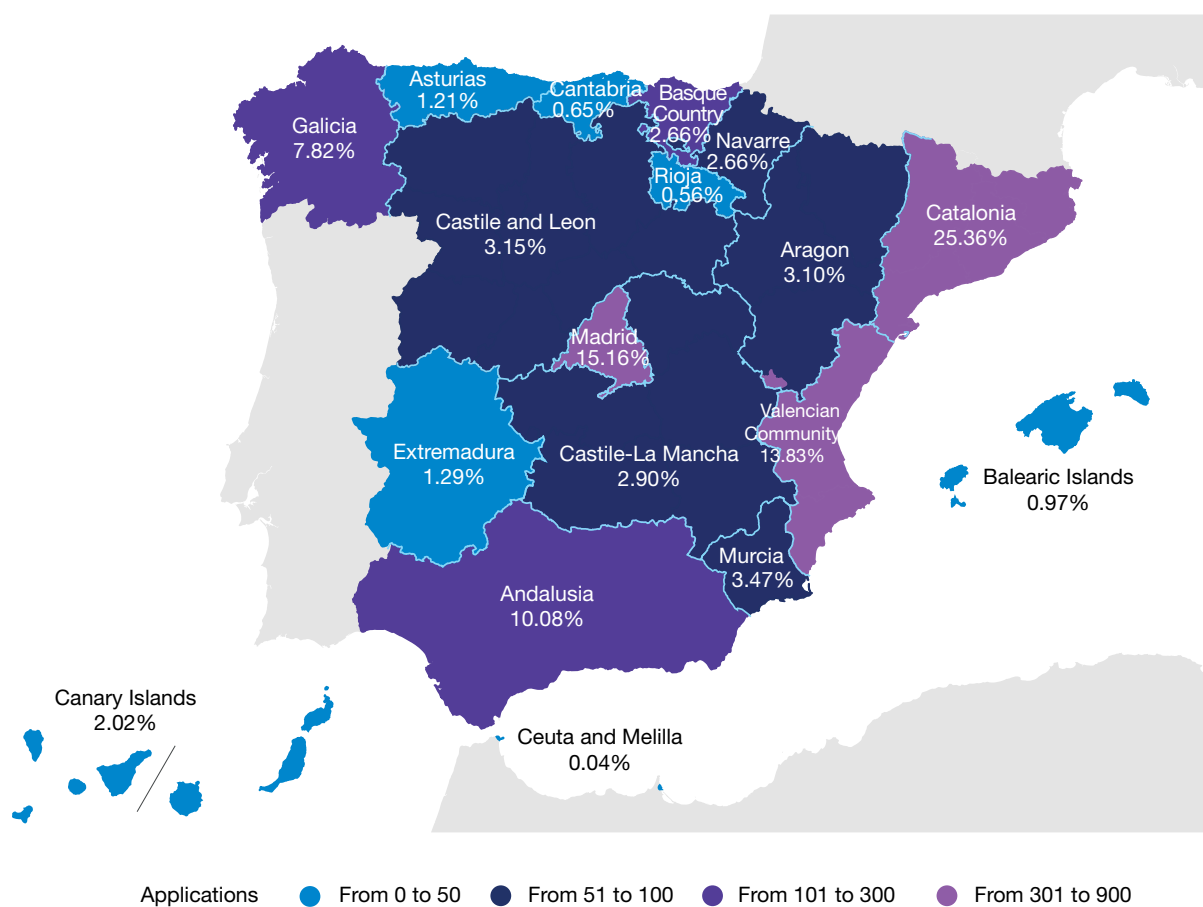 Asturias
1.21%
Cantabria
0.65%
Basque
Country
2.66%
Galicia
7.82%
Navarre
2.66%
Rioja
0.56%
Castile and Leon
3.15%
Catalonia
25.36%
Aragon
3.10%
Madrid
15.16%
Valencian
Community
13.83%
Extremadura
1.29%
Castile-La Mancha
2.90%
Balearic Islands
0.97%
Murcia
3.47%
Andalusia
10.08%
Canary Islands
2.02%
Ceuta and Melilla
0.04%
Applications From 0 to 50 From 51 to 100 From 101 to 300 From 301 to 900